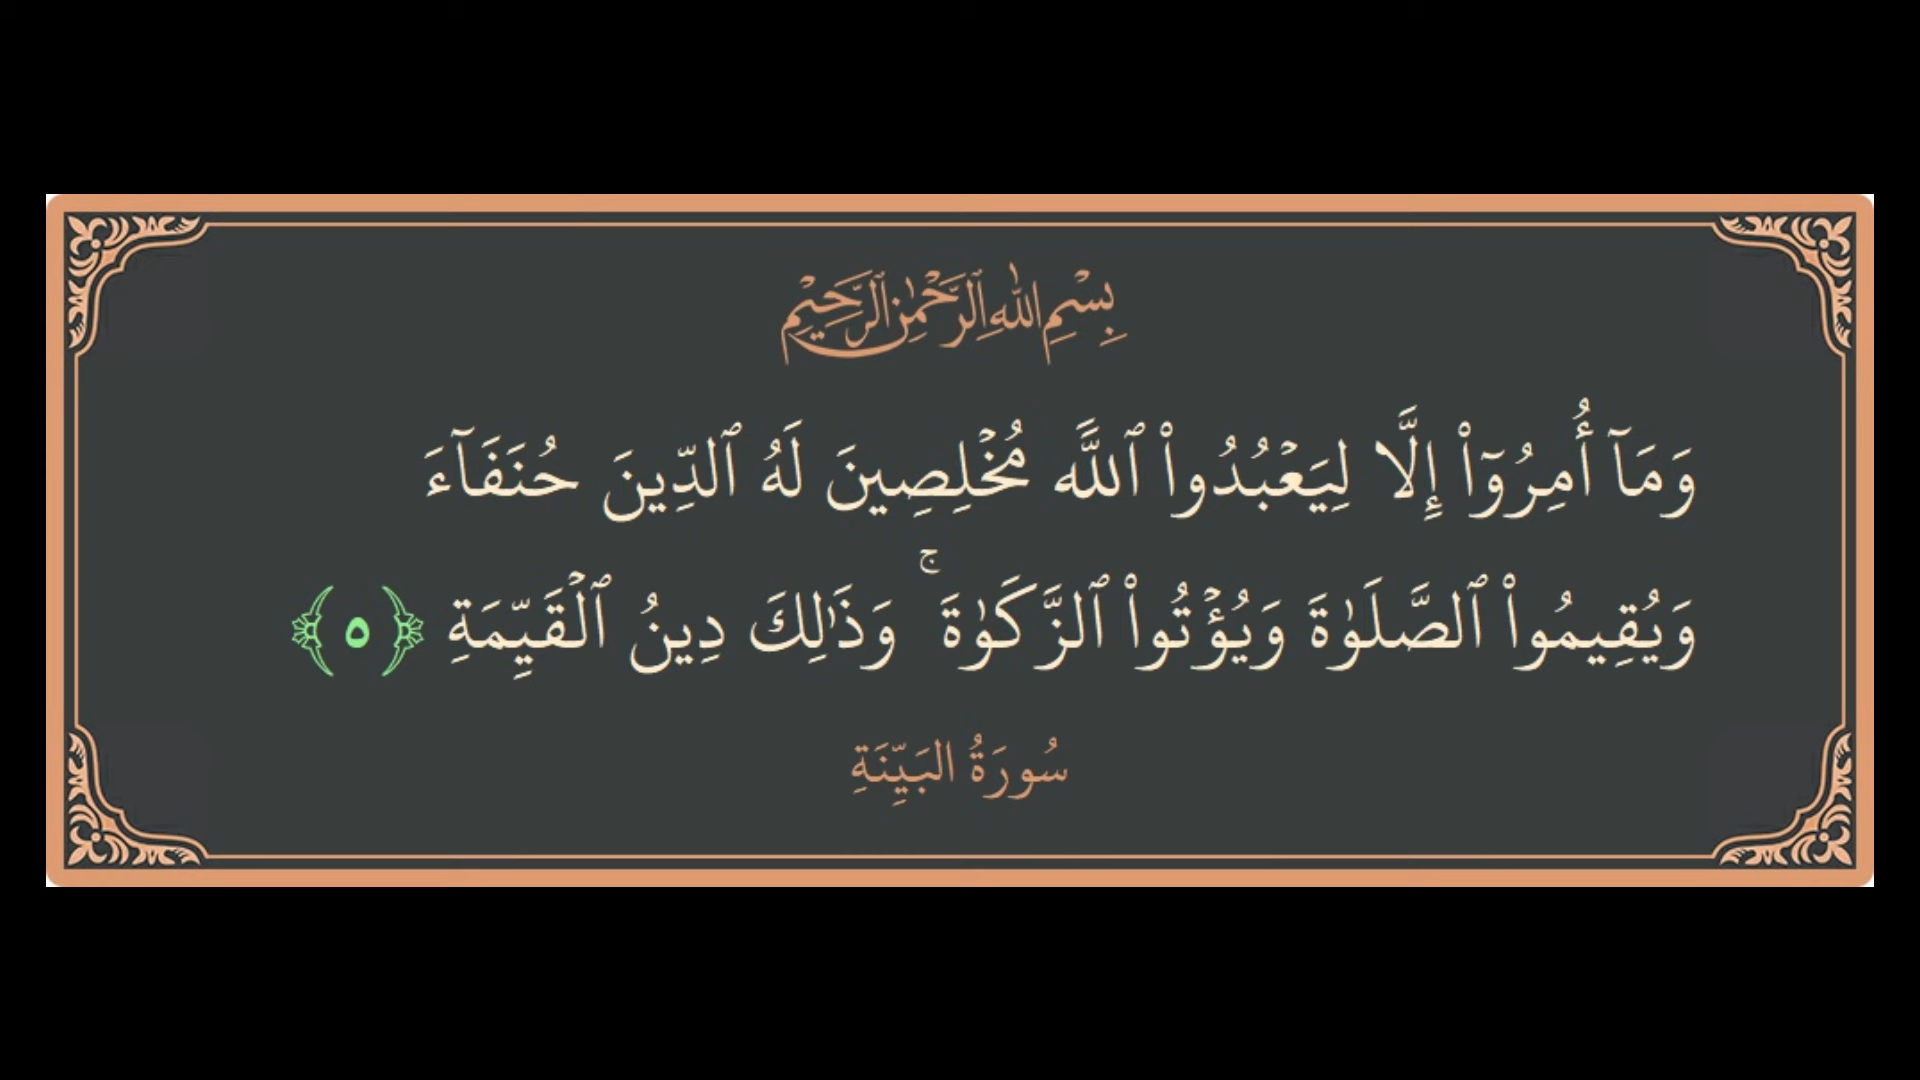 بِسْمِ ٱللَّهِ ٱلرَّحْمَٰنِ ٱلرَّحِيمِ
وَمَآ أُمِرُوٓا۟ إِلَّا لِيَعْبُدُوا۟ ٱللَّه مُخْلِصِينَ لَهُ ٱلدِّينَ حُنَفَآءَ
وَيُقِيمُوا۟ ٱلصَّلَوٰةَ وَيُؤْتُوا۟ ٱلزَّكَوٰةَ ۚ وَذَٰلِكَ دِينُ ٱلْقَيِّمَةِ ﴿٥﴾
سُورَةُ البَيِّنَةِ